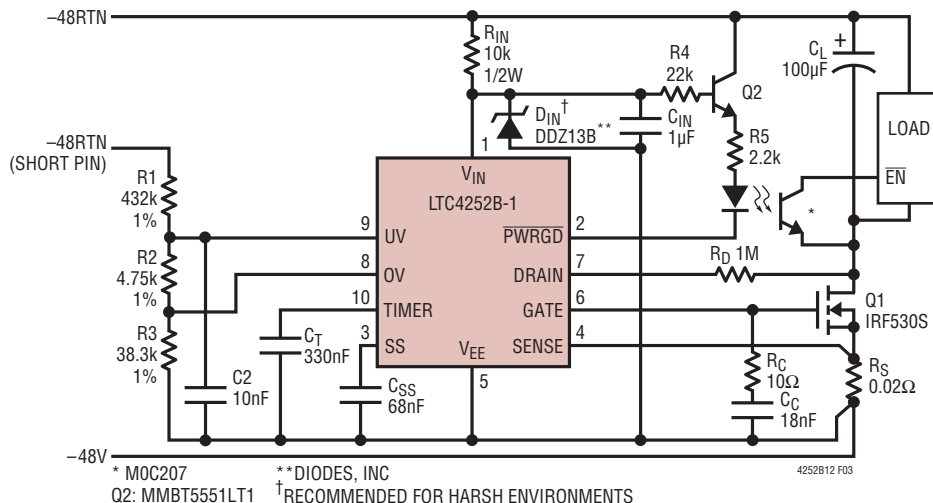 –48RTN
RIN
10k
1/2W
R4
22k
Q2
CL
100µF
+
DIN†
DDZ13B**
CIN
1µF
R5
2.2k
LOAD
EN
–48RTN
(SHORT PIN)
R1
432k
1%
R2
4.75k
1%
R3
38.3k
1%
1
VIN
LTC4252B-1
9
UV
8
OV
10
TIMER
3
SS
VEE
5
2
PWRGD
7
DRAIN
6
GATE
4
SENSE
*
RD 1M
Q1
IRF530S
CT
330nF
C2
10nF
CSS
68nF
RC
10Ω
CC
18nF
RS
0.02Ω
–48V
4252B12 F03
* M0C207
**DIODES, INC
Q2: MMBT5551LT1
†RECOMMENDED FOR HARSH ENVIRONMENTS